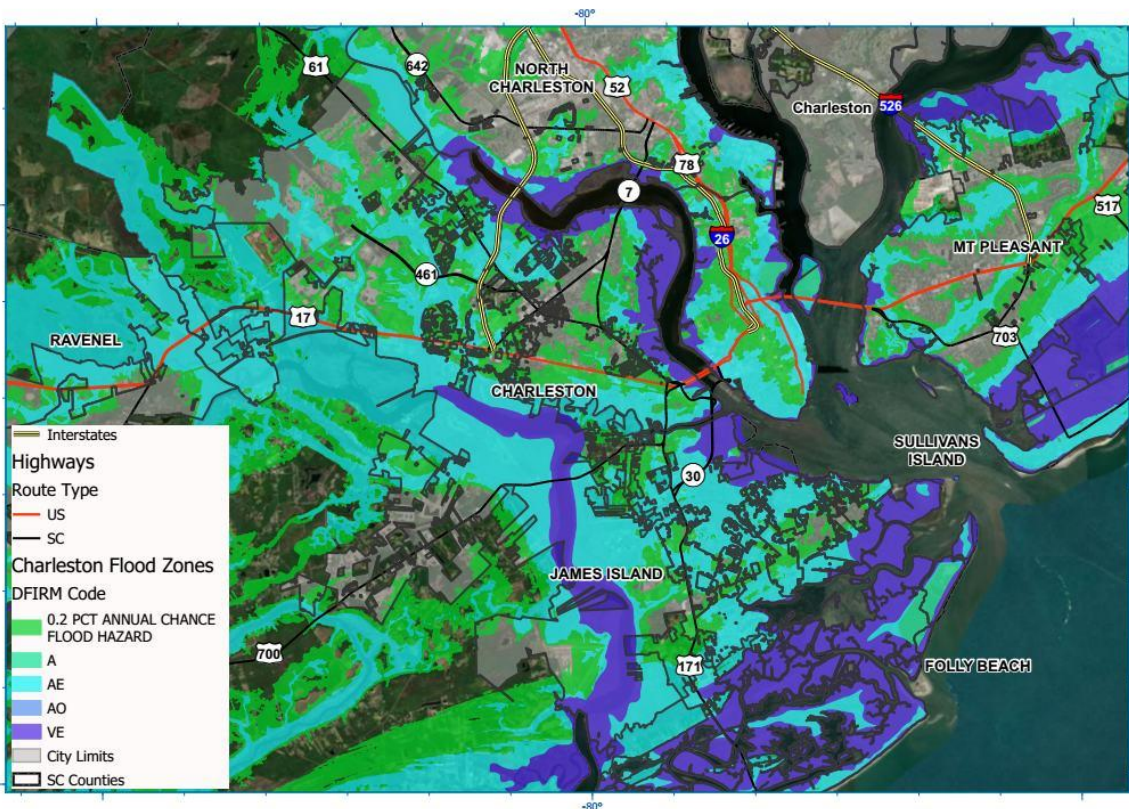 -80°
61
642
NORTH
CHARLESTON
52
Charleston
526
78
7
517
26
MT PLEASANT
461
17
RAVENEL
703
CHARLESTON
SULLIVANS
ISLAND
30
JAMES ISLAND
700
171
FOLLY BEACH
Interstates
Highways
Route Type
US
SC
Charleston Flood Zones
DFIRM Code
0.2 PCT ANNUAL CHANCE
FLOOD HAZARD
A
AE
AO
VE
City Limits
SC Counties
-80°